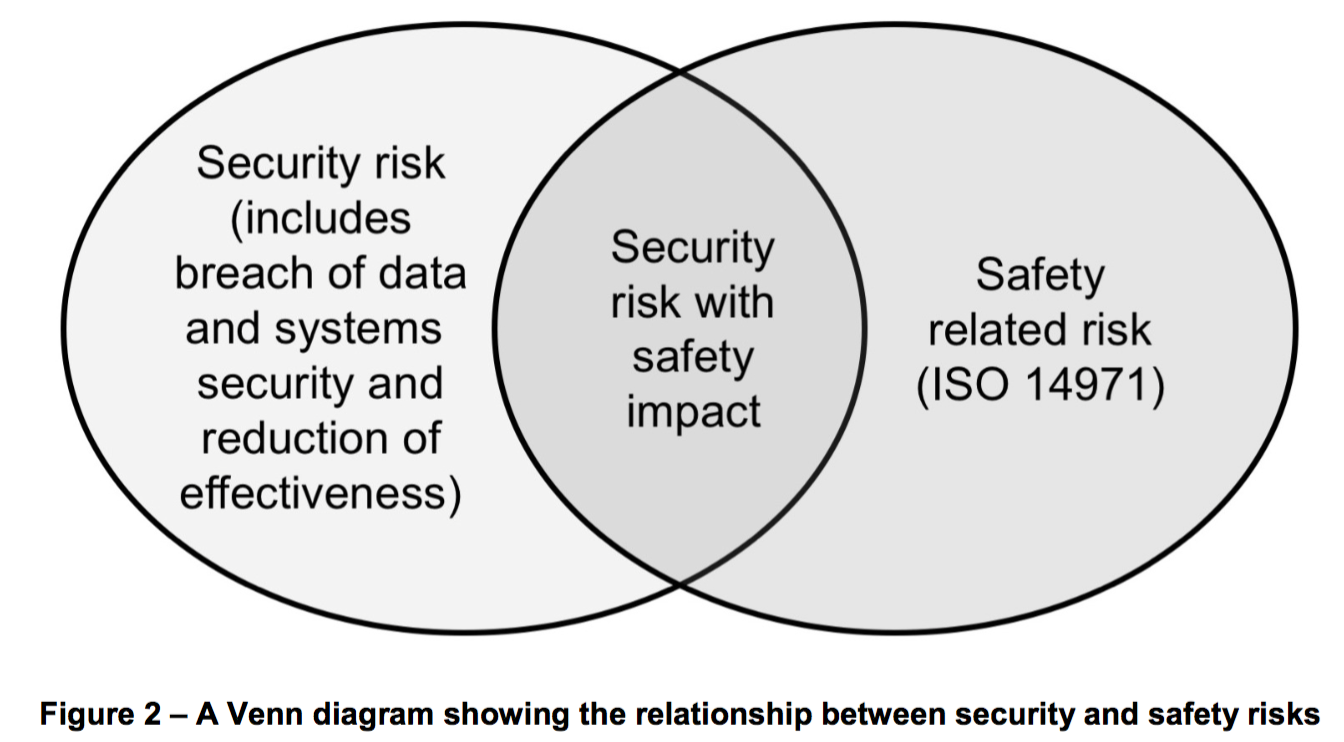 Security risk
(includes
breach of data
and systems
security and
reduction of
effectiveness)
Security
risk with
safety
impact
Safety
related risk
(ISO 14971)
Figure 2 – A Venn diagram showing the relationship between security and safety risks